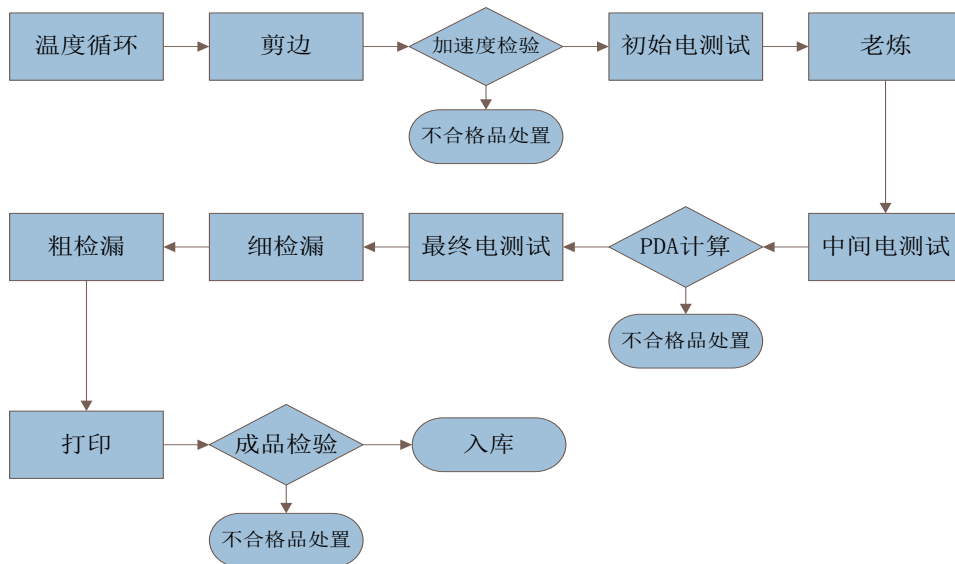 温度循环
剪边
加速度检验
初始电测试
老炼
不合格品处置
粗检漏
细检漏
最终电测试
PDA计算
中间电测试
不合格品处置
打印
成品检验
入库
不合格品处置